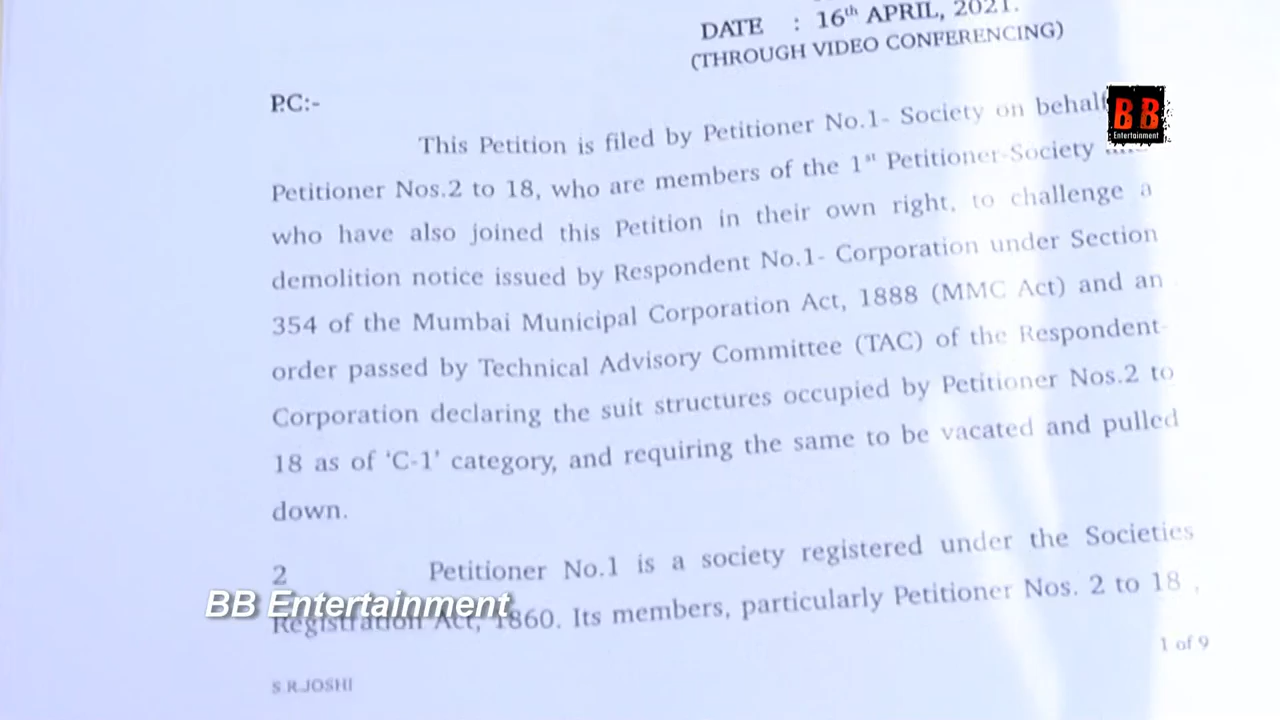 DATE : 16th APRIL, 2021.
(THROUGH VIDEO CONFERENCING)
P.C:-
This Petition is filed by Petitioner No.1- Society on behalf
Petitioner Nos.2 to 18, who are members of the 1st Petitioner-Society
who have also joined this Petition in their own right, to challenge a
demolition notice issued by Respondent No.1- Corporation under Section
354 of the Mumbai Municipal Corporation Act, 1888 (MMC Act) and an
order passed by Technical Advisory Committee (TAC) of the Respondent-
Corporation declaring the suit structures occupied by Petitioner Nos.2 to
18 as of ‘C-1’ category, and requiring the same to be vacated and pulled
down.
2 Petitioner No.1 is a society registered under the Societies
Registration Act, 1860. Its members, particularly Petitioner Nos. 2 to 18 ,
1 of 9
S.R.JOSHI
BB Entertainment
BB
Entertainment